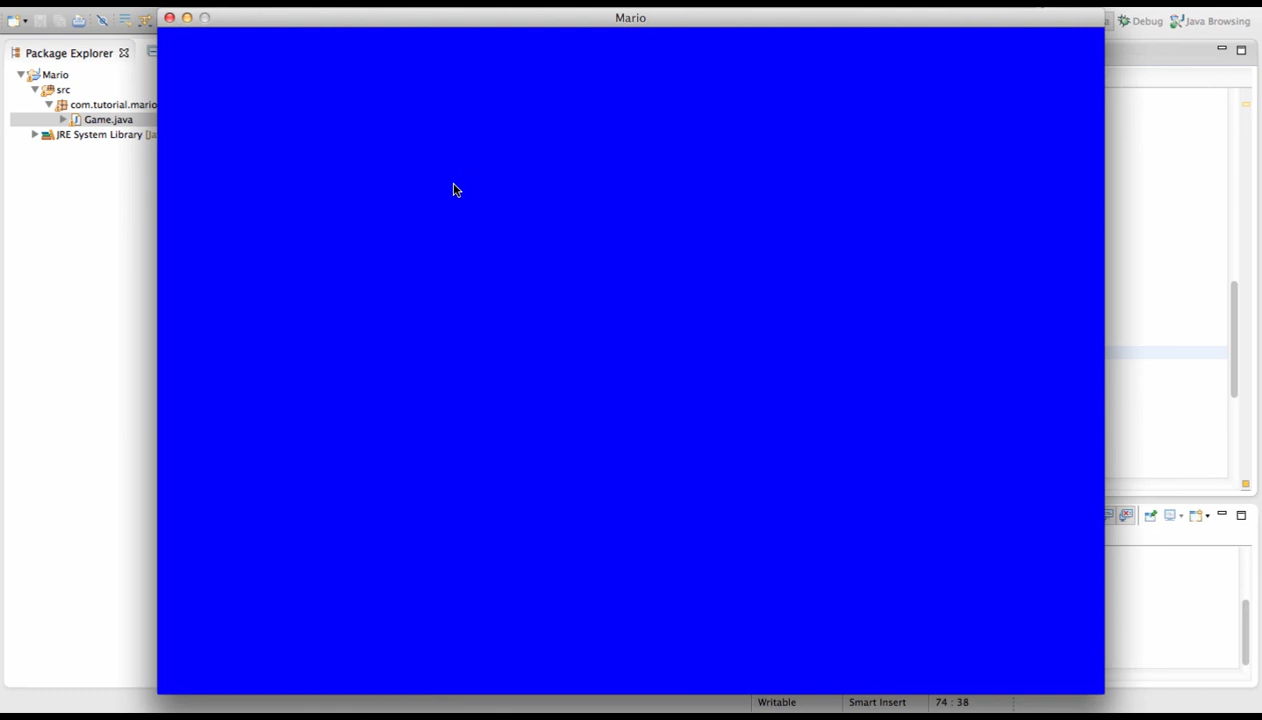 Mario
Debug
Java Browsing
Package Explorer
Mario
src
com.tutorial.mario
Game.java
JRE System Library
Writable
Smart Insert
74 : 38